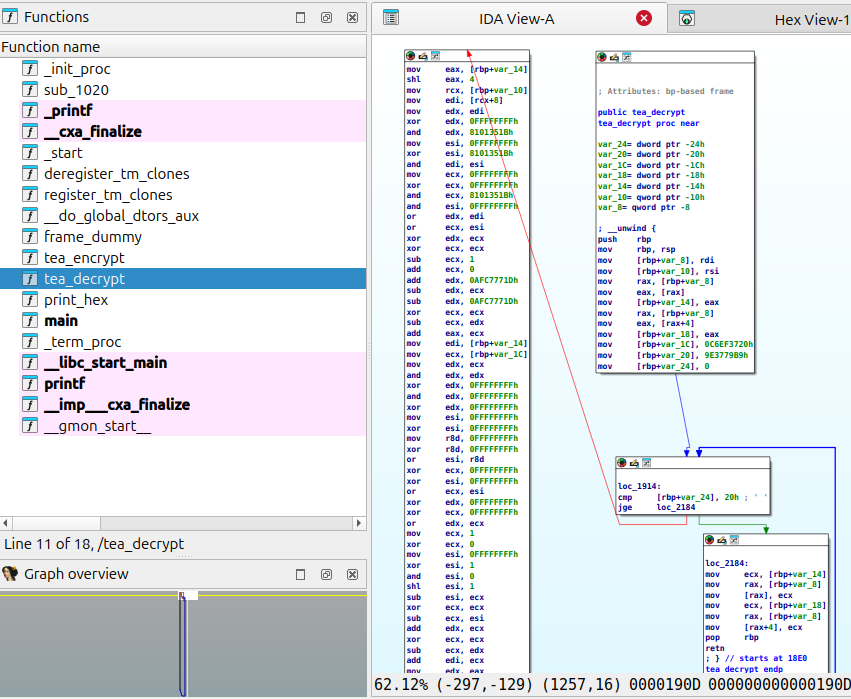 Functions
Function name
_init_proc
sub_1020
_printf
__cxa_finalize
_start
deregister_tm_clones
register_tm_clones
__do_global_dtors_aux
frame_dummy
tea_encrypt
tea_decrypt
print_hex
main
_term_proc
__libc_start_main
printf
__imp___cxa_finalize
__gmon_start__
Line 11 of 18, /tea_decrypt
Graph overview
IDA View-A
Hex View-1
mov eax, [rbp+var_14]
shl eax, 4
mov rcx, [rbp+var_10]
mov edi, [rcx+8]
mov edx, edi
xor edx, 0FFFFFFFFh
and edx, 8101351Bh
mov esi, 0FFFFFFFFh
xor esi, 8101351Bh
and edi, esi
mov ecx, 0FFFFFFFFh
xor ecx, 0FFFFFFFFh
and ecx, 8101351Bh
and esi, 0FFFFFFFFh
or edx, edi
or ecx, esi
xor edx, ecx
xor ecx, ecx
sub ecx, 1
add ecx, 0
add edx, 0AFC7771Dh
sub edx, ecx
sub edx, 0AFC7771Dh
xor ecx, ecx
sub ecx, edx
sub eax, ecx
mov edi, [rbp+var_14]
mov ecx, [rbp+var_1C]
mov edx, ecx
and edx, edi
xor edx, 0FFFFFFFFh
and edx, 0FFFFFFFFh
xor edx, 0FFFFFFFFh
mov esi, 0FFFFFFFFh
xor esi, 0FFFFFFFFh
mov r8d, 0FFFFFFFFh
xor r8d, 0FFFFFFFFh
or esi, r8d
xor ecx, 0FFFFFFFFh
xor esi, 0FFFFFFFFh
or ecx, esi
xor edx, 0FFFFFFFFh
xor ecx, 0FFFFFFFFh
or edx, ecx
mov ecx, 1
xor ecx, 0
mov esi, 0FFFFFFFFh
xor esi, 1
and esi, 0
shl esi, 1
sub esi, ecx
xor ecx, ecx
sub ecx, esi
add edx, ecx
xor ecx, ecx
sub ecx, edx
add edi, ecx
mov edx, eax
; Attributes: bp-based frame
public tea_decrypt
tea_decrypt proc near
var_24= dword ptr -24h
var_20= dword ptr -20h
var_1C= dword ptr -1Ch
var_18= dword ptr -18h
var_14= dword ptr -14h
var_10= qword ptr -10h
var_8= qword ptr -8
; __unwind {
push rbp
mov rbp, rsp
mov [rbp+var_8], rdi
mov [rbp+var_10], rsi
mov rax, [rbp+var_8]
mov eax, [rax]
mov [rbp+var_14], eax
mov rax, [rbp+var_8]
mov eax, [rax+4]
mov [rbp+var_18], eax
mov [rbp+var_1C], 0C6EF3720h
mov [rbp+var_20], 9E3779B9h
mov [rbp+var_24], 0
loc_1914:
cmp [rbp+var_24], 20h ; ' '
jge loc_2184
loc_2184:
mov ecx, [rbp+var_14]
mov rax, [rbp+var_8]
mov [rax], ecx
mov ecx, [rbp+var_18]
mov rax, [rbp+var_8]
mov [rax+4], ecx
pop rbp
retn
; } // starts at 18E0
tea_decrypt endp
62.12% (-297,-129) (1257,16) 0000190D 000000000000190D